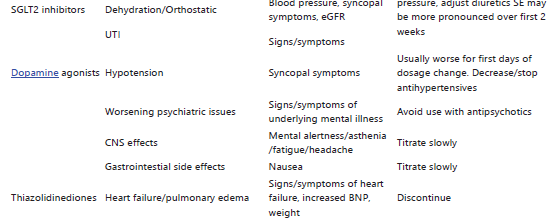 SGLT2 inhibitors Dehydration/Orthostatic Blood pressure, syncopal symptoms, eGFR pressure, adjust diuretics SE may be more pronounced over first 2 weeks
UTI Signs/symptoms
Dopamine agonists Hypotension Syncopal symptoms Usually worse for first days of dosage change. Decrease/stop antihypertensives
Worsening psychiatric issues Signs/symptoms of underlying mental illness Avoid use with antipsychotics
CNS effects Mental alertness/asthenia /fatigue/headache Titrate slowly
Gastrointestial side effects Nausea Titrate slowly
Thiazolidinediones Heart failure/pulmonary edema Signs/symptoms of heart failure, increased BNP, weight Discontinue